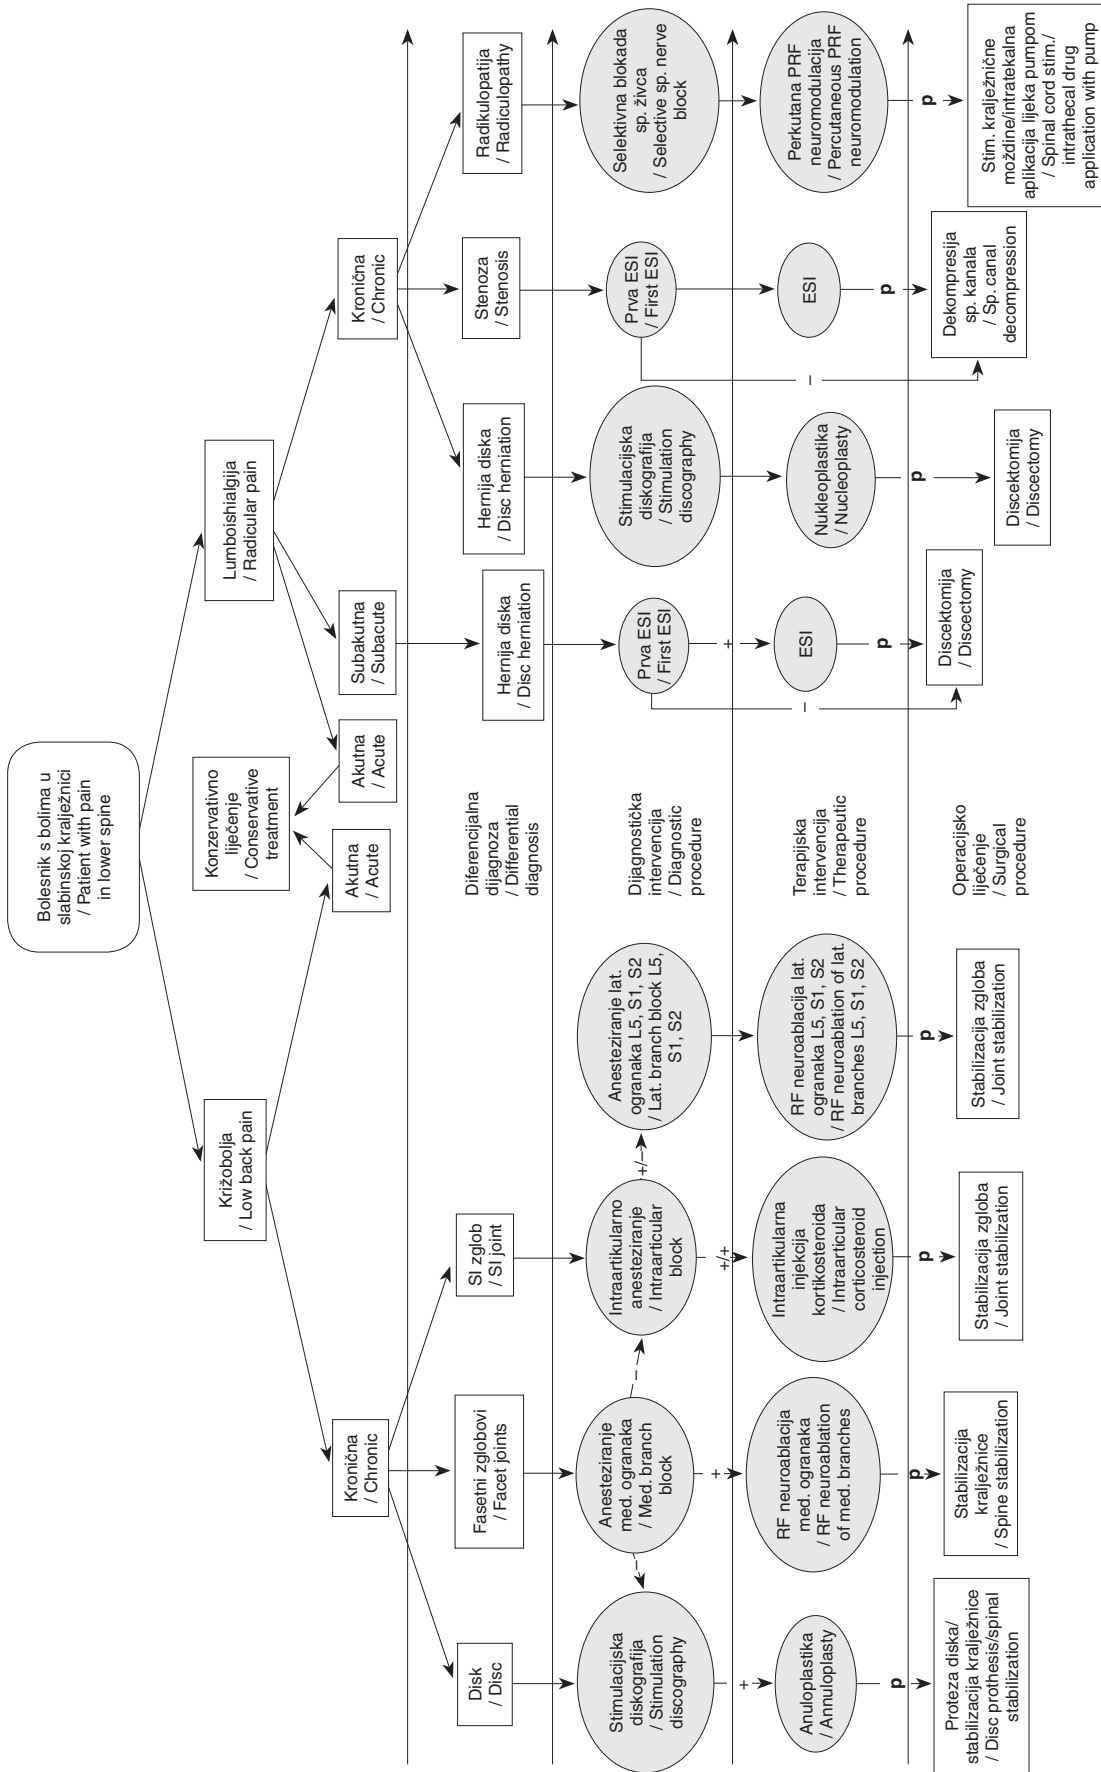 Bolesnik s bolima u
slabinskoj kralježnici
/ Patient with pain
in lower spine
Križobolja
/ Low back pain
Konzervativno
liječenje
/ Conservative
treatment
Lumboishialgija
/ Radicular pain
Kronična
/ Chronic
Akutna
/ Acute
Akutna
/ Acute
Subakutna
/ Subacute
Kronična
/ Chronic
Disk
/ Disc
Fasetni zglobovi
/ Facet joints
SI zglob
/ SI joint
Diferencijalna
dijagnoza
/ Differential
diagnosis
Hernija diska
/ Disc herniation
Hernija diska
/ Disc herniation
Stenoza
/ Stenosis
Radikulopatija
/ Radiculopathy
Stimulacijska
diskografija
/ Stimulation
discography
–
Anesteziranje
med. ogranaka
/ Med. branch
block
–
Intraartikularno
anesteziranje
/ Intraarticular
block
+/–
Anesteziranje lat.
ogranaka L5, S1, S2
/ Lat. branch block L5,
S1, S2
Dijagnostička
intervencija
/ Diagnostic
procedure
Prva ESI
/ First ESI
Stimulacijska
diskografija
/ Stimulation
discography
Prva ESI
/ First ESI
Selektivna blokada
sp. živca
/ Selective sp. nerve
block
+
+
+/+
+
–
–
Anuloplastika
/ Annuloplasty
RF neuroablacija
med. ogranaka
/ RF neuroablation
of med. branches
Intraartikularna
injekcija
kortikosteroida
/ Intraarticular
corticosteroid
injection
RF neuroablacija lat.
ogranaka L5, S1, S2
/ RF neuroablation of lat.
branches L5, S1, S2
Terapijska
intervencija
/ Therapeutic
procedure
ESI
Nukleoplastika
/ Nucleoplasty
ESI
Perkutana PRF
neuromodulacija
/ Percutaneous PRF
neuromodulation
p
p
p
p
p
p
p
p
Proteza diska/
stabilizacija kralježnice
/ Disc prothesis/spinal
stabilization
Stabilizacija
kralježnice
/ Spine stabilization
Stabilizacija zgloba
/ Joint stabilization
Stabilizacija zgloba
/ Joint stabilization
Operacijsko
liječenje
/ Surgical
procedure
Discektomija
/ Discectomy
Discektomija
/ Discectomy
Dekompresija
sp. kanala
/ Sp. canal
decompression
Stim. kralježnične
moždine/intratekalna
aplikacija lijeka pumpom
/ Spinal cord stim./
intrathecal drug
application with pump